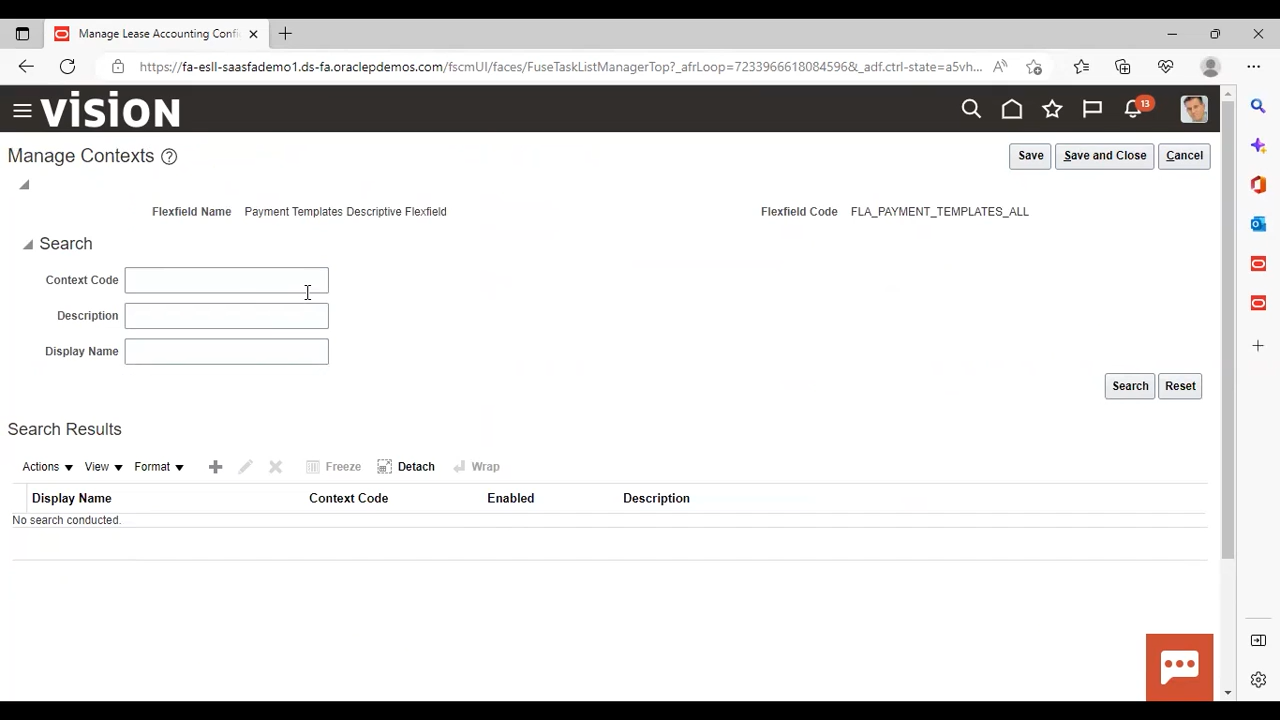 Manage Lease Accounting Confi
https://fa-esll-saasfademo1.ds-fa.oraclepdemos.com/fscmUI/faces/FuseTaskListManagerTop?_afrLoop=7233966618084596&_adf.ctrl-state=a5vh...
vision
13
Manage Contexts
Save
Save and Close
Cancel
Flexfield Name Payment Templates Descriptive Flexfield
Flexfield Code FLA_PAYMENT_TEMPLATES_ALL
Search
Context Code
Description
Display Name
Search
Reset
Search Results
Actions View Format Freeze Detach Wrap
Display Name Context Code Enabled Description
No search conducted.